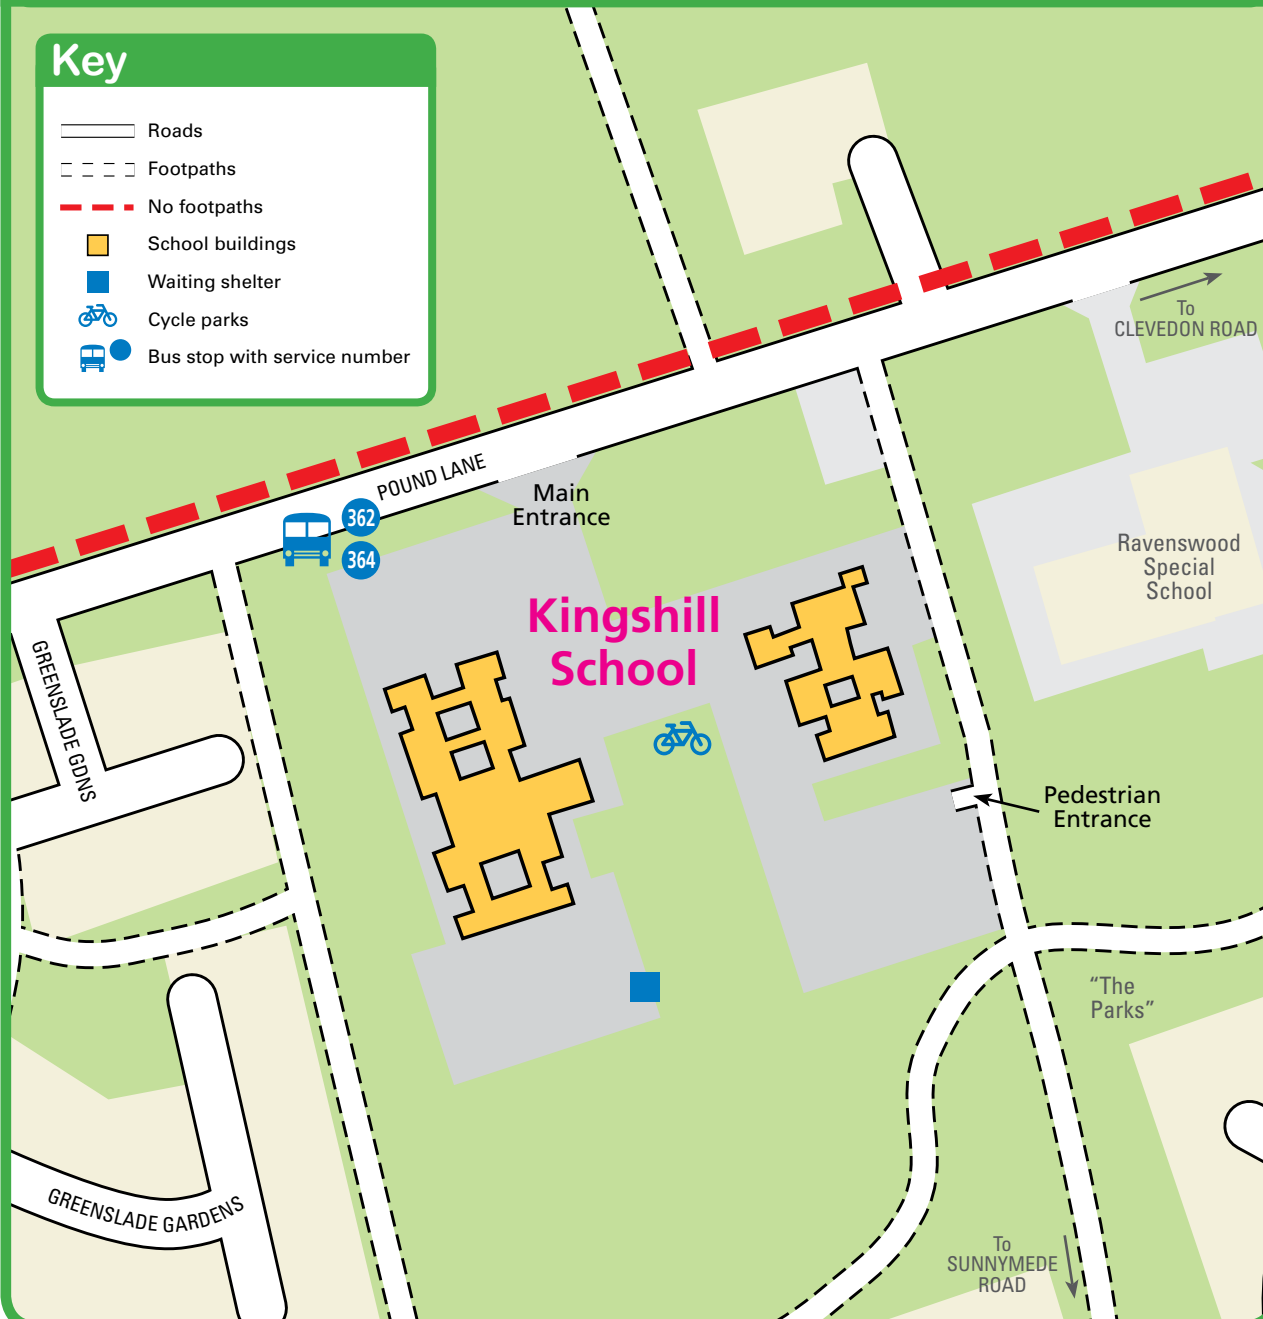 Key
Roads
Footpaths
No footpaths
School buildings
Waiting shelter
Cycle parks
Bus stop with service number
To
CLEVEDON ROAD
POUND LANE
Main
Entrance
362
364
Ravenswood
Special
School
Kingshill
School
GREENSLADE GDNS
Pedestrian
Entrance
"The
Parks"
GREENSLADE GARDENS
To
SUNNYMEDE
ROAD